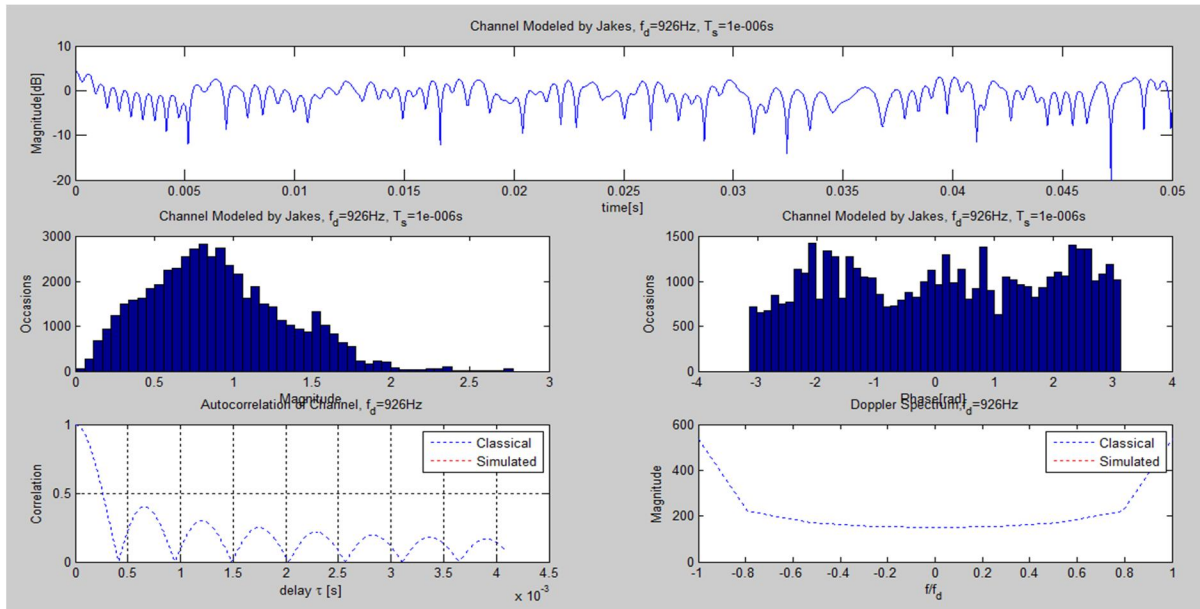 Channel Modeled by Jakes, f_d=926Hz, T_s=1e-006s
Magnitude[dB]
10
0
-10
-20
0 0.005 0.01 0.015 0.02 0.025 0.03 0.035 0.04 0.045 0.05
time[s]
Channel Modeled by Jakes, f_d=926Hz, T_s=1e-006s
Occasions
3000
2000
1000
0
0 0.5 1 1.5 2 2.5 3
Magnitude
Channel Modeled by Jakes, f_d=926Hz, T_s=1e-006s
Occasions
1500
1000
500
0
-4 -3 -2 -1 0 1 2 3 4
Phase[rad]
Autocorrelation of Channel, f_d=926Hz
Correlation
1
0.5
0
Classical
Simulated
0 0.5 1 1.5 2 2.5 3 3.5 4 4.5
delay τ [s]
x 10^-3
Doppler Spectrum,f_d=926Hz
Magnitude
600
400
200
0
Classical
Simulated
-1 -0.8 -0.6 -0.4 -0.2 0 0.2 0.4 0.6 0.8 1
f/f_d